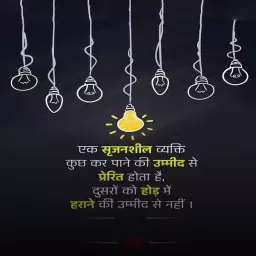 एक सृजनशील व्यक्ति
कुछ कर पाने की उम्मीद से
प्रेरित होता है,
दुसरों को होड़ में
हराने की उम्मीद से नहीं ।